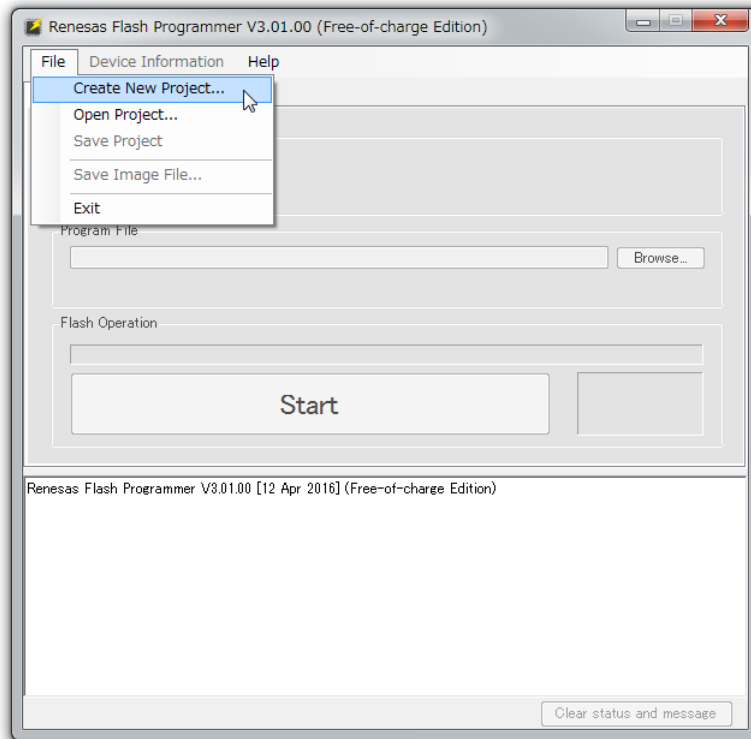 Renesas Flash Programmer V3.01.00 (Free-of-charge Edition)
File Device Information Help
Create New Project...
Open Project...
Save Project
Save Image File...
Exit
Program File
Browse...
Flash Operation
Start
Renesas Flash Programmer V3.01.00 [12 Apr 2016] (Free-of-charge Edition)
Clear status and message